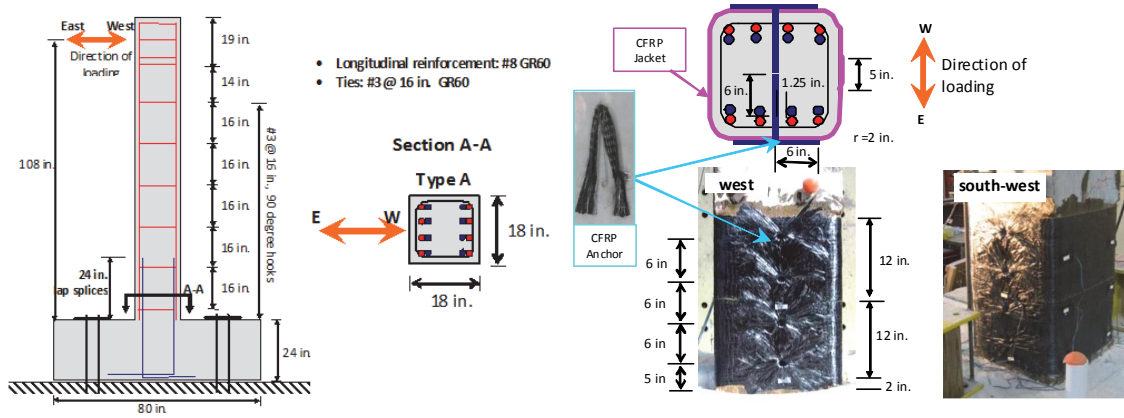 East West
Direction of
loading
108 in.
19 in.
14 in.
16 in.
16 in.
16 in.
16 in.
16 in.
#3 @ 16 in., 90 degree hooks
24 in.
ap splices
A-A
24 in.
80 in.
• Longitudinal reinforcement: #8 GR60
• Ties: #3 @ 16 in. GR60
Section A-A
Type A
E W
18 in.
18 in.
CFRP
Jacket
6 in.
1.25 in.
5 in.
W
Direction of
loading
E
r =2 in.
6 in.
CFRP
Anchor
west
6 in
6 in
6 in
5 in
12 in.
12 in.
2 in.
south-west